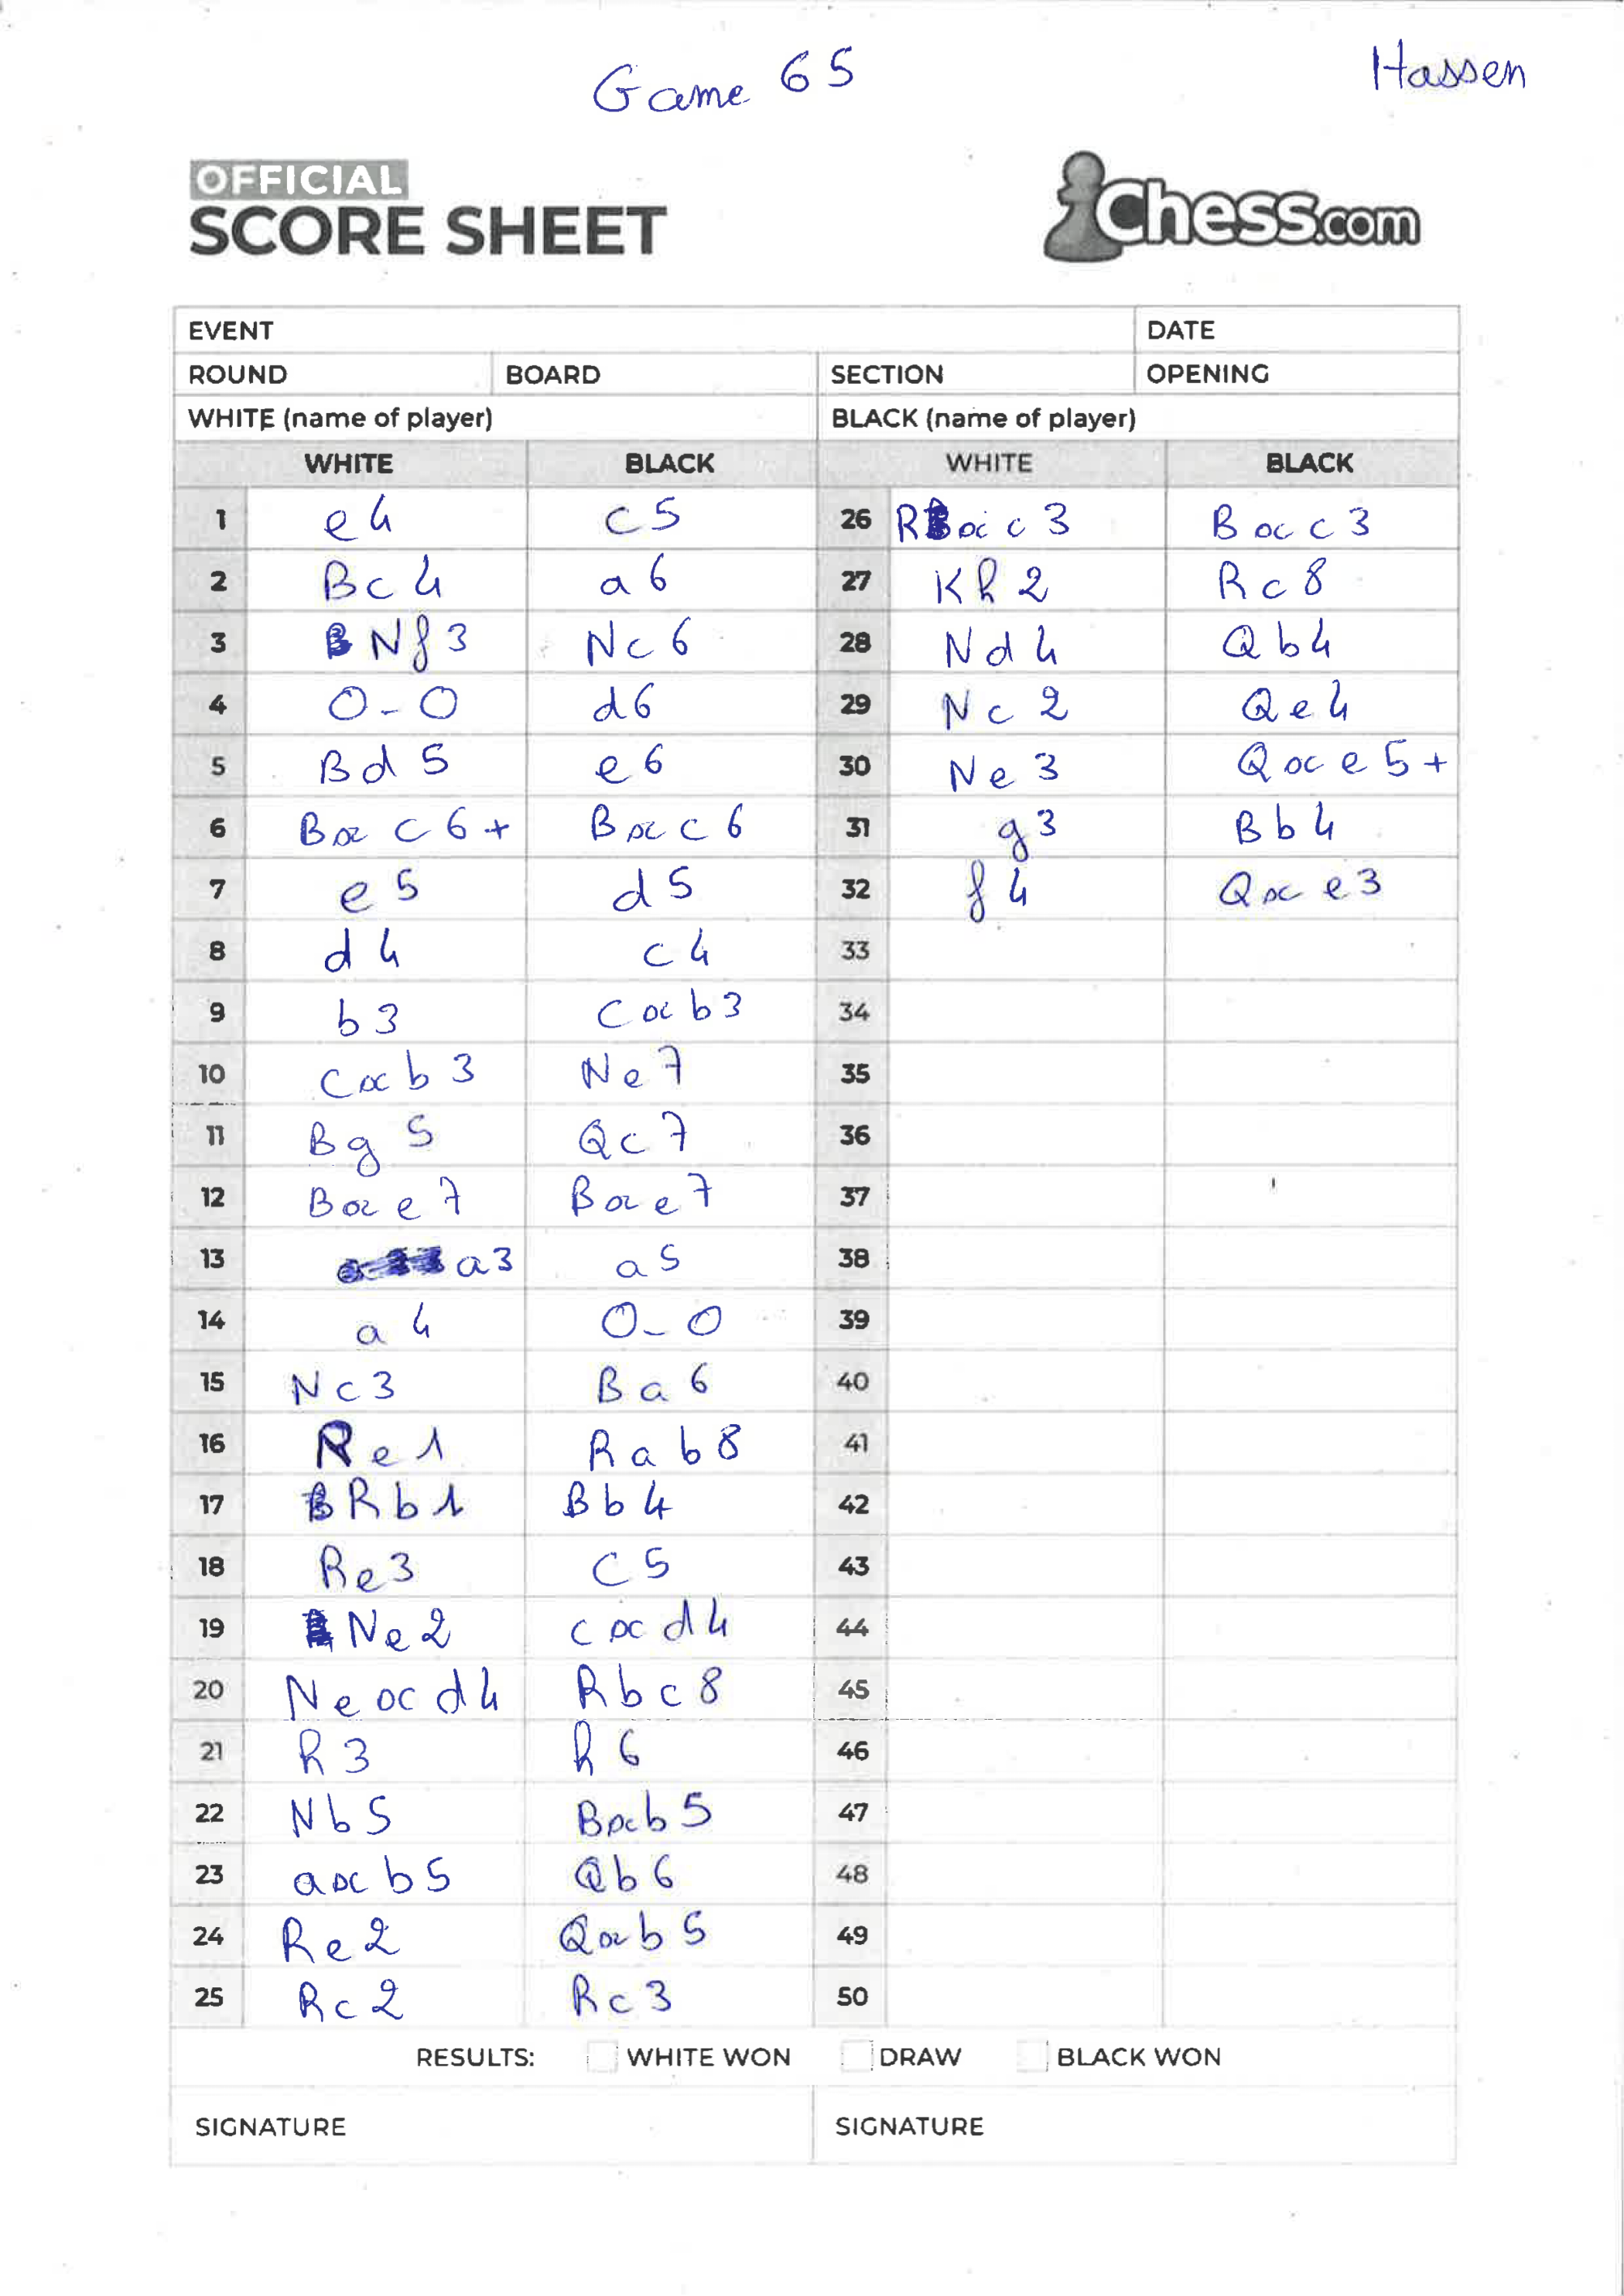 Game 65
Hassen
OFFICIAL
SCORE SHEET
Chess.com
EVENT DATE
ROUND BOARD SECTION OPENING
WHITE (name of player) BLACK (name of player)
WHITE BLACK WHITE BLACK
1 e4 c5 26 Rxc3 Bxc3
2 Bc4 a6 27 Kh2 Rc8
3 Nf3 Nc6 28 Nd4 Qb4
4 O-O d6 29 Nc2 Qe4
5 Bd5 e6 30 Ne3 Qxe5+
6 Bxc6+ Bxc6 31 g3 Bb4
7 e5 d5 32 f4 Qxe3
8 d4 c4 33
9 b3 Cxb3 34
10 Cxb3 Ne7 35
11 Bg5 Qc7 36
12 Bxe7 Bxe7 37
13 a3 a5 38
14 a4 O-O 39
15 Nc3 Ba6 40
16 Re1 Rab8 41
17 Rb1 Bb4 42
18 Re3 C5 43
19 Ne2 cxd4 44
20 Nexd4 Rbc8 45
21 h3 h6 46
22 Nb5 Bxb5 47
23 axb5 Qb6 48
24 Re2 Qxb5 49
25 Rc2 Rc3 50
RESULTS: WHITE WON DRAW BLACK WON
SIGNATURE SIGNATURE